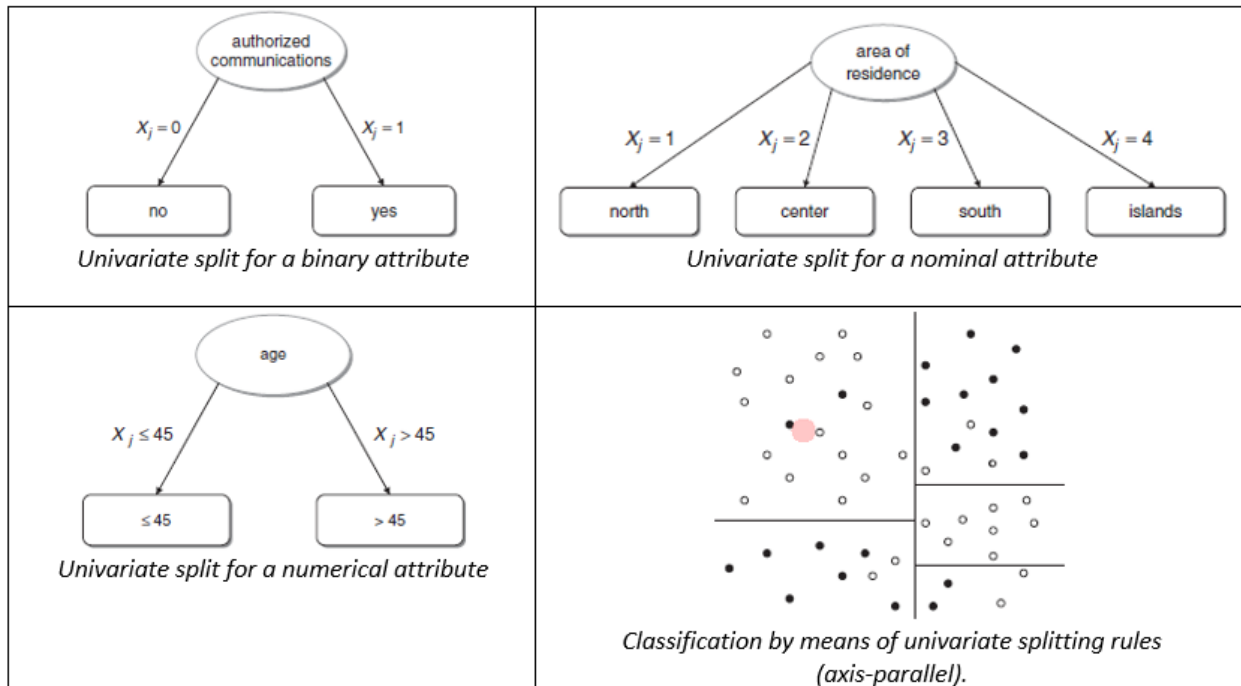 authorized
communications
X_j = 0
X_j = 1
no
yes
Univariate split for a binary attribute
area of
residence
X_j = 1
X_j = 2
X_j = 3
X_j = 4
north
center
south
islands
Univariate split for a nominal attribute
age
X_j ≤ 45
X_j > 45
≤ 45
> 45
Univariate split for a numerical attribute
Classification by means of univariate splitting rules
(axis-parallel).